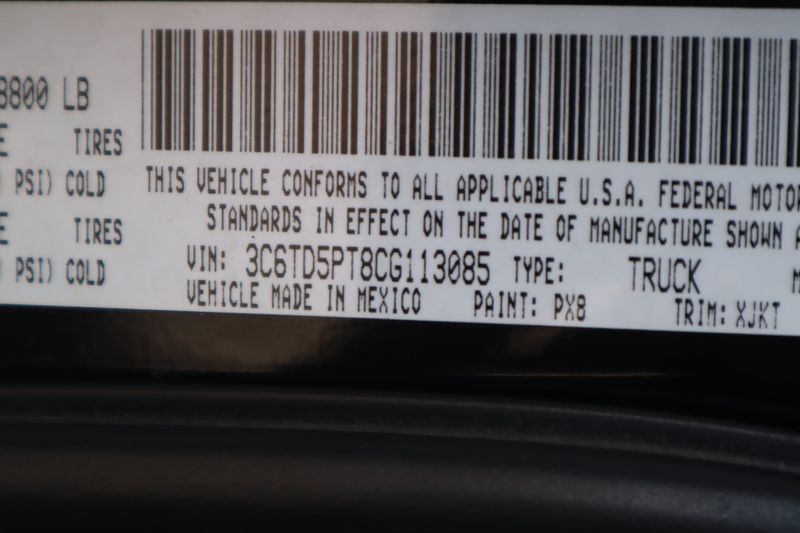 8800 LB
E TIRES
PSI) COLD
THIS VEHICLE CONFORMS TO ALL APPLICABLE U.S.A. FEDERAL MOTOR
E TIRES
STANDARDS IN EFFECT ON THE DATE OF MANUFACTURE SHOWN A
PSI) COLD
VIN: 3C6TD5PT8CG113085 TYPE: TRUCK M
VEHICLE MADE IN MEXICO PAINT: PX8 TRIM: XJKT